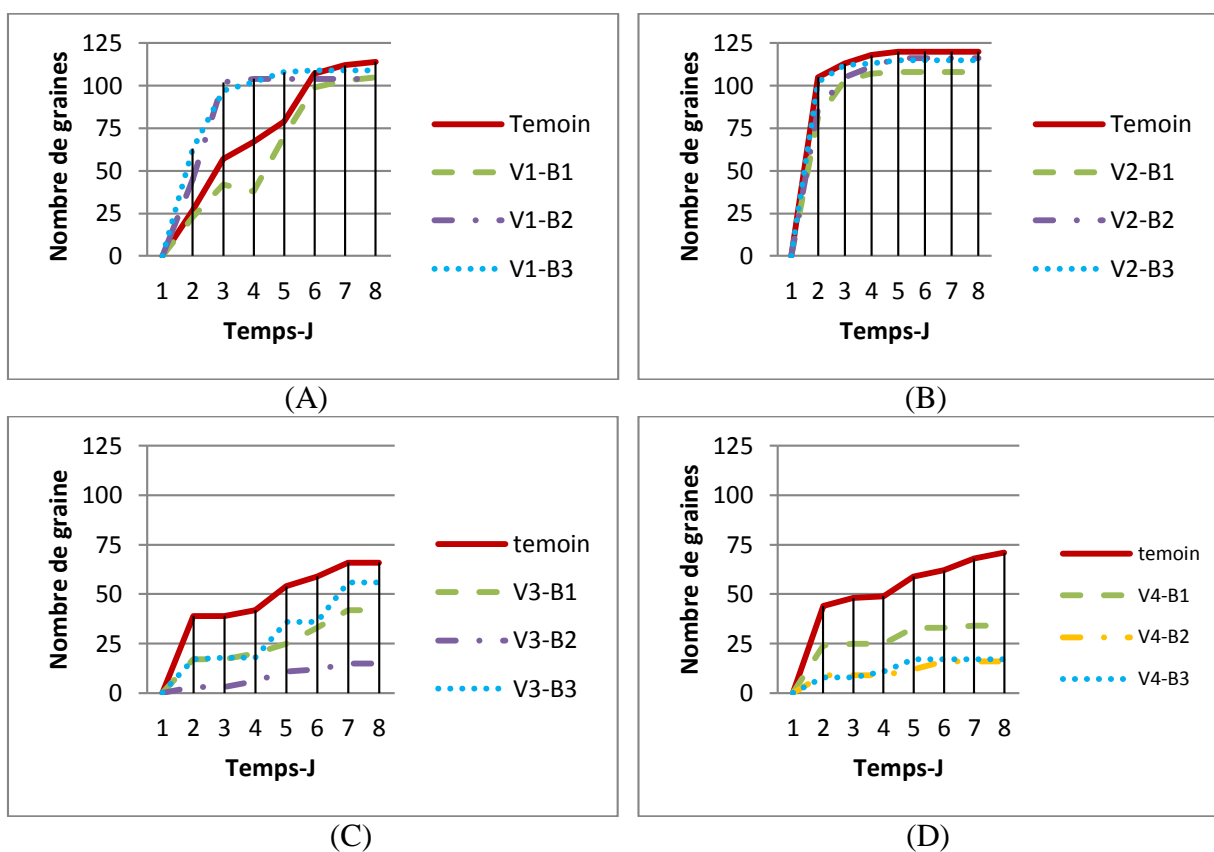 Nombre de graines
125
100
75
50
25
0
1 2 3 4 5 6 7 8
Temps-J
Temoin
V1-B1
V1-B2
V1-B3
(A)
Nombre de graines
125
100
75
50
25
0
1 2 3 4 5 6 7 8
Temps-J
Temoin
V2-B1
V2-B2
V2-B3
(B)
Nombre de graine
125
100
75
50
25
0
1 2 3 4 5 6 7 8
Temps-J
temoin
V3-B1
V3-B2
V3-B3
(C)
Nombre de graines
125
100
75
50
25
0
1 2 3 4 5 6 7 8
Temps-J
temoin
V4-B1
V4-B2
V4-B3
(D)